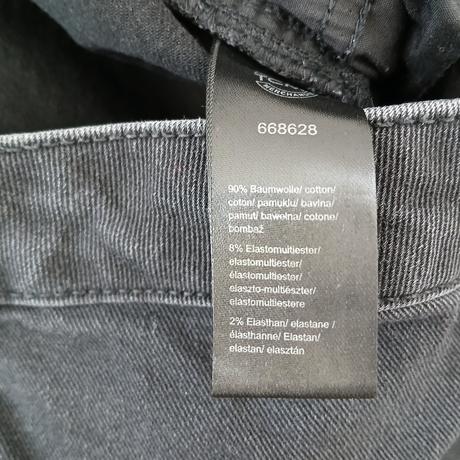 668628
90% Baumwolle/ cotton/
coton/ pamuklu/ bavlna/
pamut/ bawełna/ cotone/
bombaž
8% Elastomultiester/
elastomultiester/
élastomultiester/
elaszto-multiészter/
elastomultiestere
2% Elasthan/ elastane /
élasthanne/ Elastan/
elastan/ elasztán